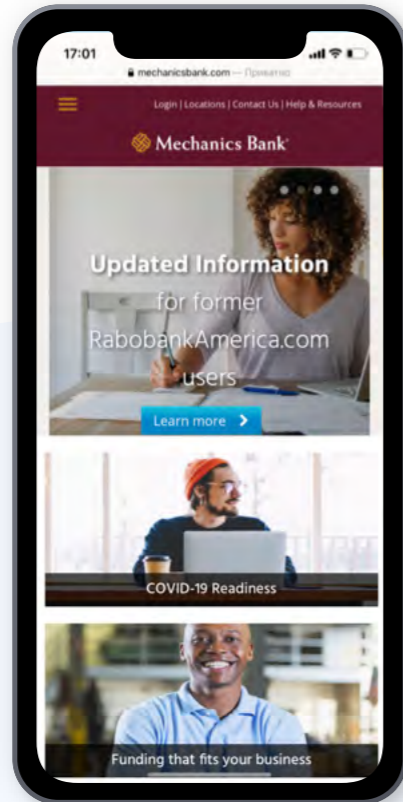 17:01
mechanicsbank.com — Приватно
Login | Locations | Contact Us | Help & Resources
Mechanics Bank®
Updated Information
for former
RabobankAmerica.com
users
Learn more
COVID-19 Readiness
Funding that fits your business